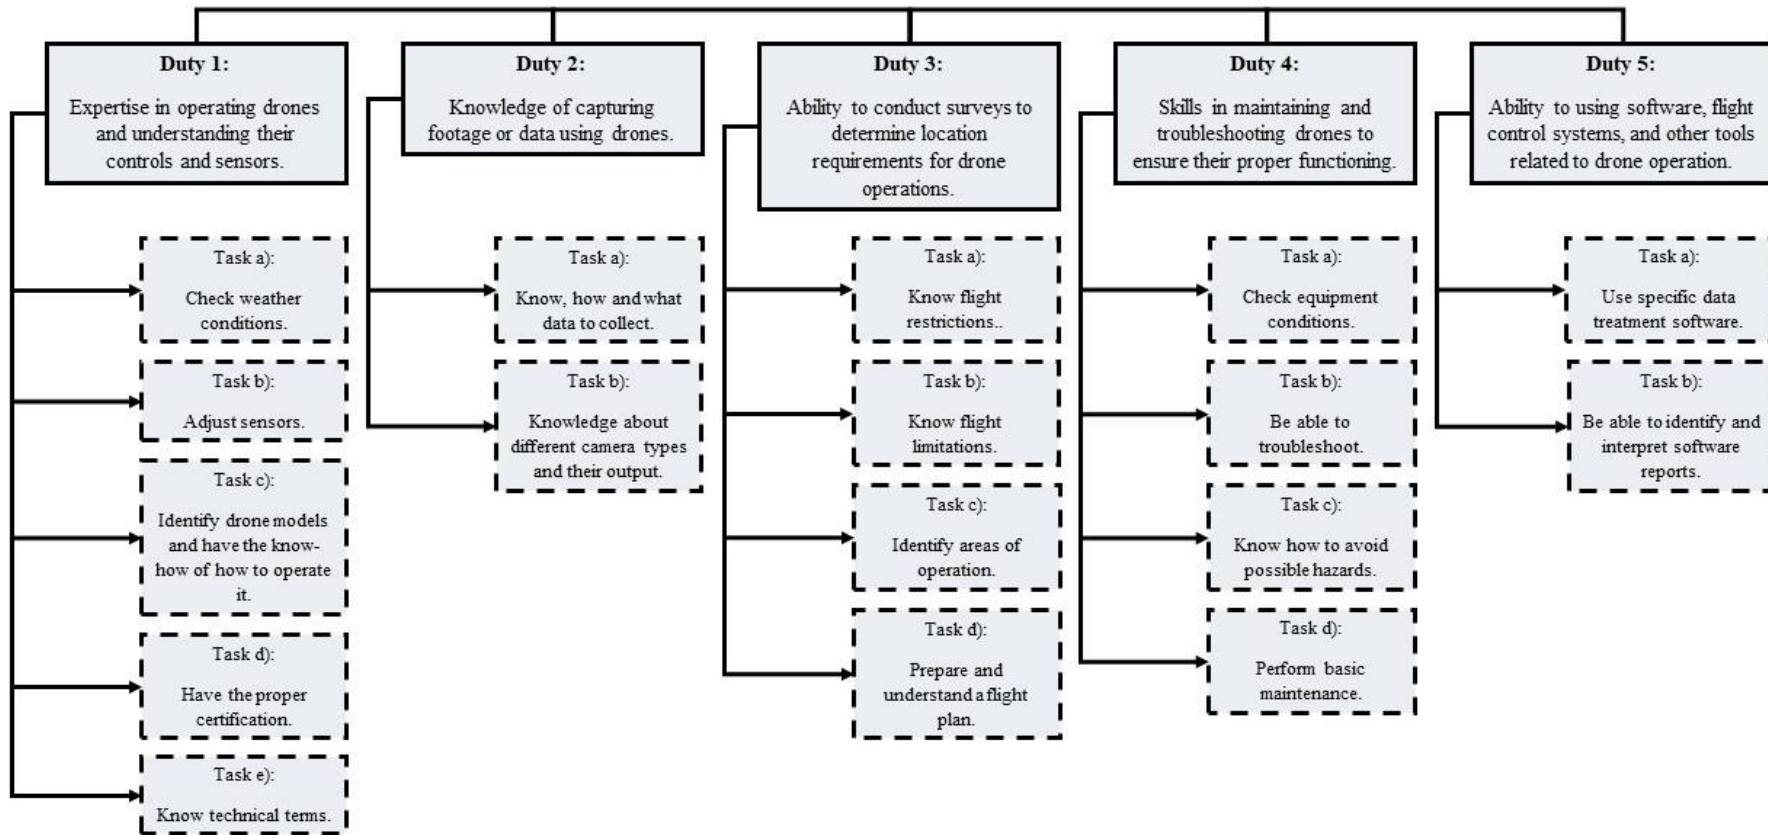 Duty 1:
Expertise in operating drones
and understanding their
controls and sensors.
Task a):
Check weather
conditions.
Task b):
Adjust sensors.
Task c):
Identify drone models
and have the know-
how of how to operate
it.
Task d):
Have the proper
certification.
Task e):
Know technical terms.
Duty 2:
Knowledge of capturing
footage or data using drones.
Task a):
Know, how and what
data to collect.
Task b):
Knowledge about
different camera types
and their output.
Duty 3:
Ability to conduct surveys to
determine location
requirements for drone
operations.
Task a):
Know flight
restrictions..
Task b):
Know flight
limitations.
Task c):
Identify areas of
operation.
Task d):
Prepare and
understand a flight
plan.
Duty 4:
Skills in maintaining and
troubleshooting drones to
ensure their proper functioning.
Task a):
Check equipment
conditions.
Task b):
Be able to
troubleshoot.
Task c):
Know how to avoid
possible hazards.
Task d):
Perform basic
maintenance.
Duty 5:
Ability to using software, flight
control systems, and other tools
related to drone operation.
Task a):
Use specific data
treatment software.
Task b):
Be able to identify and
interpret software
reports.